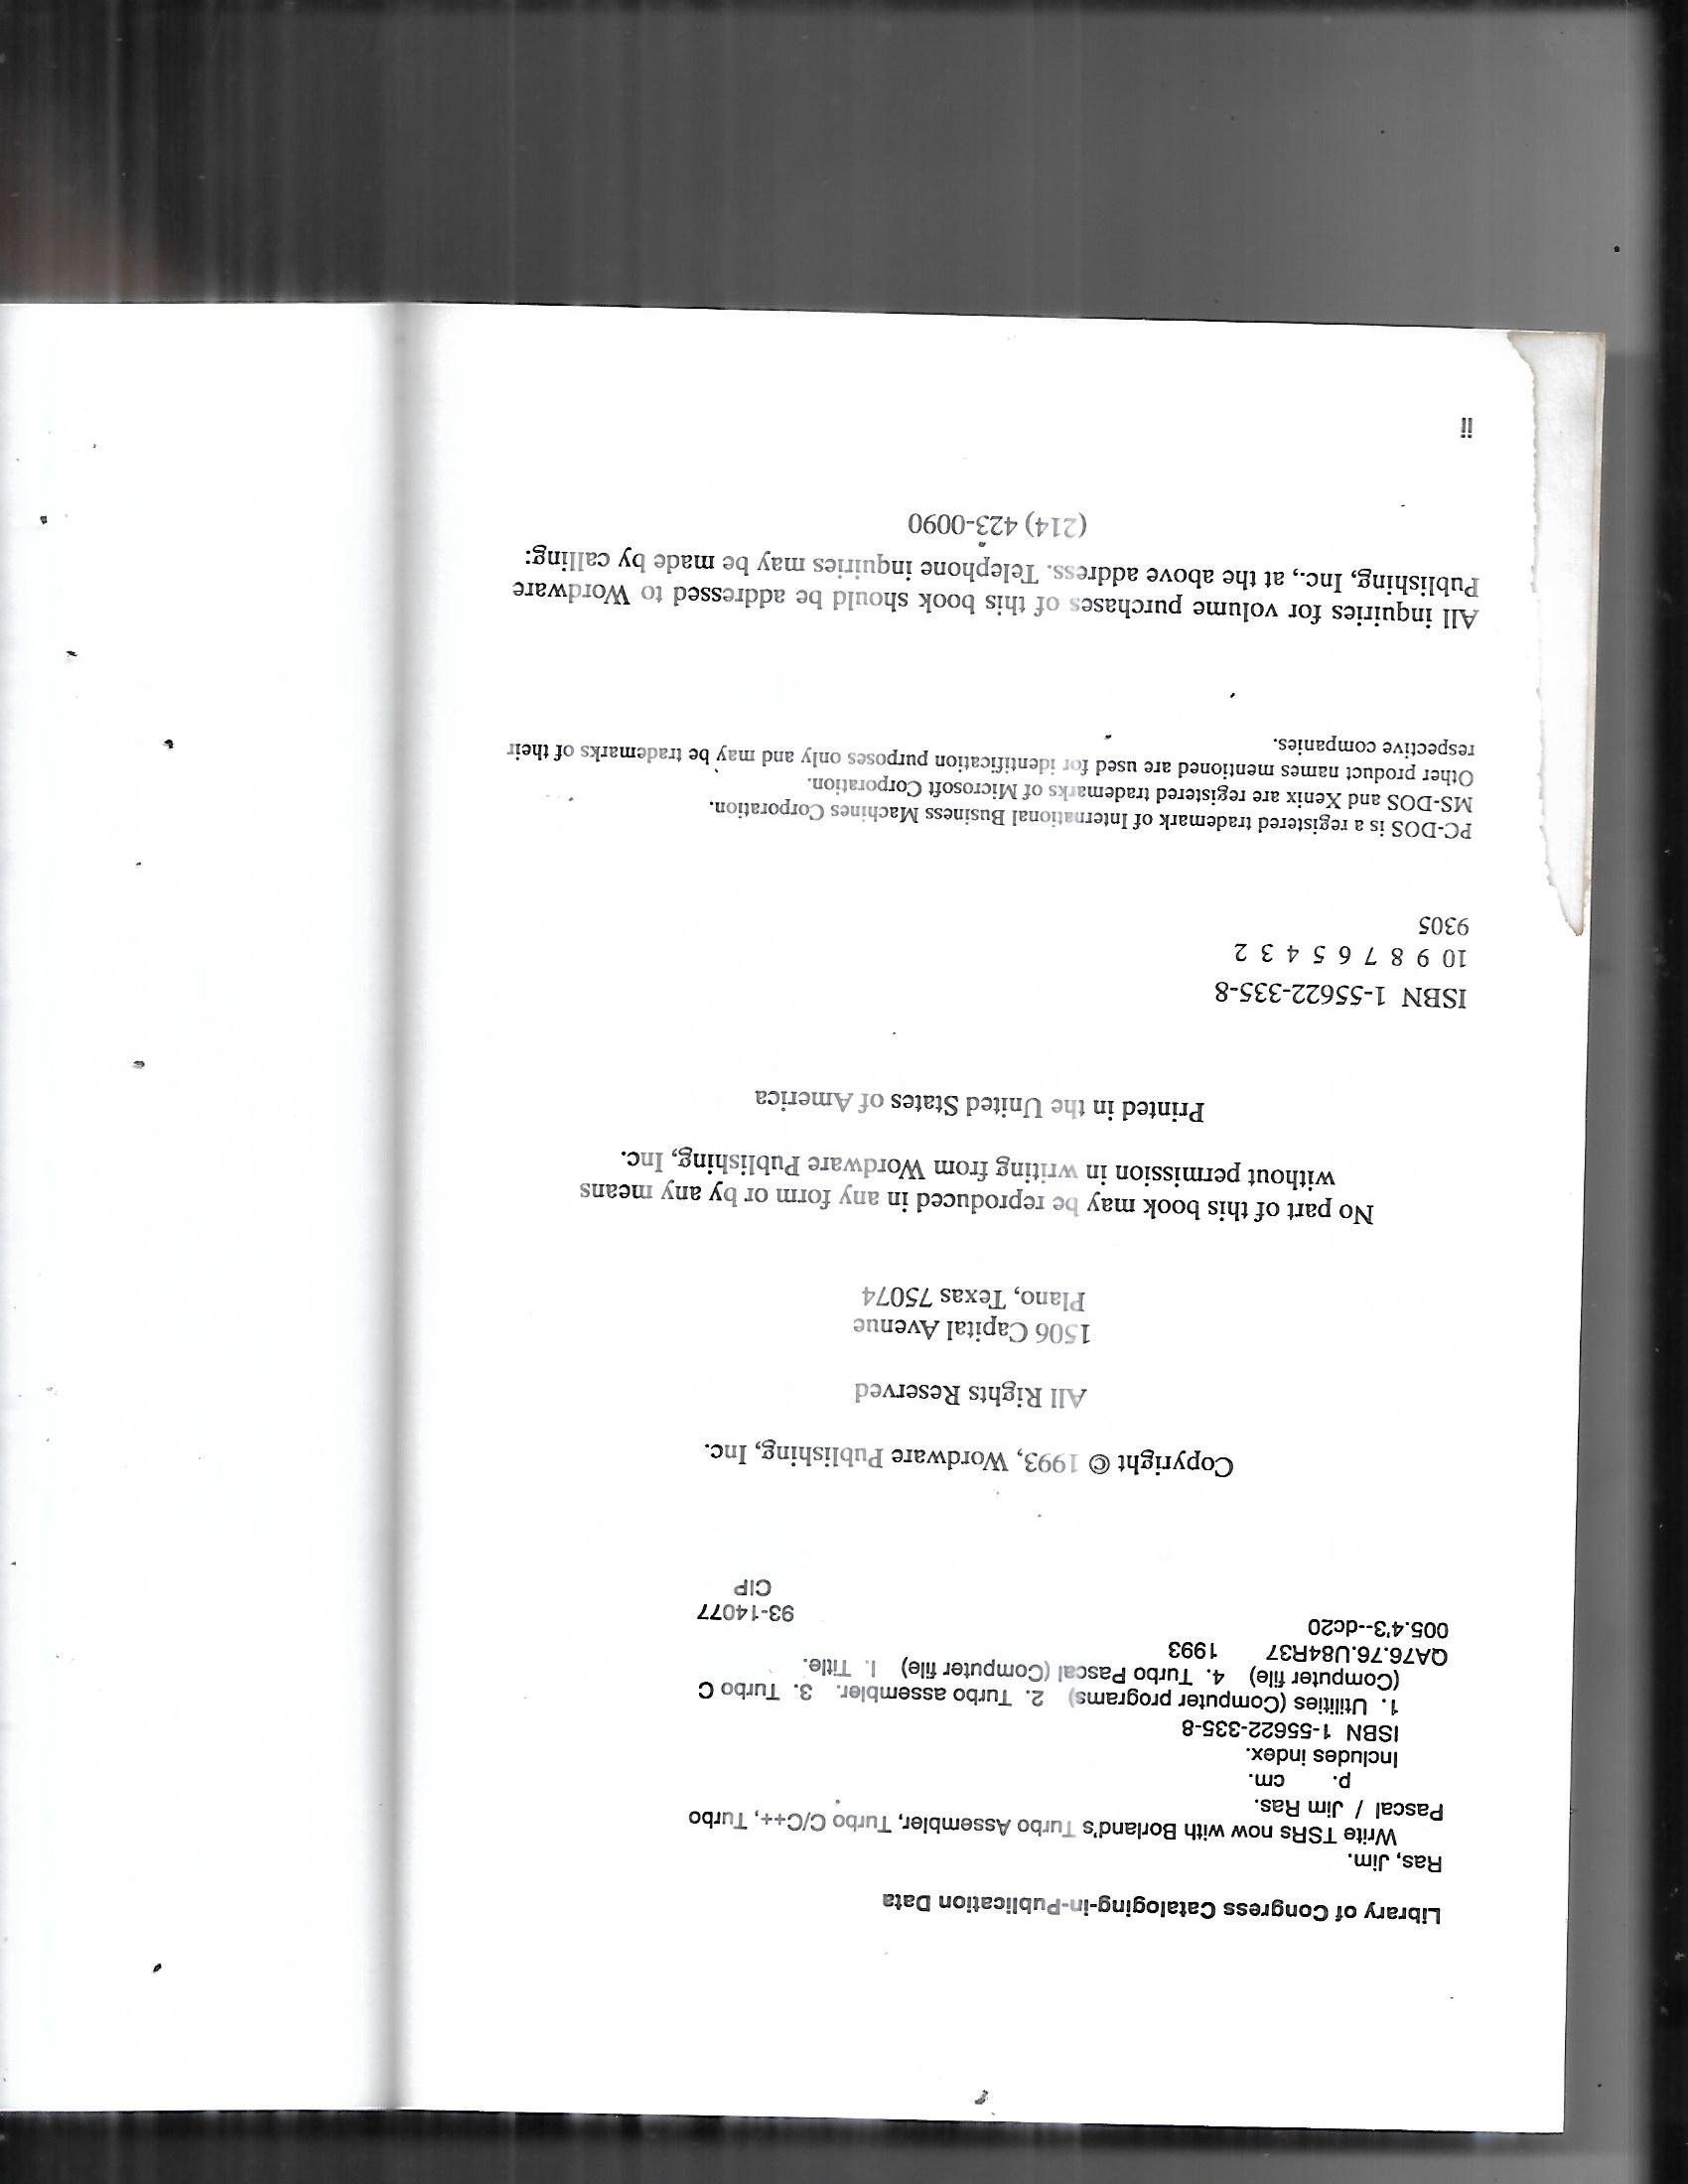 Library of Congress Cataloging-in-Publication Data
Ras, Jim.
Write TSRs now with Borland's Turbo Assembler, Turbo C/C++, Turbo
Pascal / Jim Ras.
p. cm.
Includes index.
ISBN 1-55622-335-8
1. Utilities (Computer programs) 2. Turbo assembler. 3. Turbo C
(Computer file) 4. Turbo Pascal (Computer file) I. Title.
QA76.76.U84R37 1993
005.4'3--dc20
93-14077
CIP
Copyright © 1993, Wordware Publishing, Inc.
All Rights Reserved
1506 Capital Avenue
Plano, Texas 75074
No part of this book may be reproduced in any form or by any means
without permission in writing from Wordware Publishing, Inc.
Printed in the United States of America
ISBN 1-55622-335-8
10 9 8 7 6 5 4 3 2
9305
PC-DOS is a registered trademark of International Business Machines Corporation.
MS-DOS and Xenix are registered trademarks of Microsoft Corporation.
Other product names mentioned are used for identification purposes only and may be trademarks of their
respective companies.
All inquiries for volume purchases of this book should be addressed to Wordware
Publishing, Inc., at the above address. Telephone inquiries may be made by calling:
(214) 423-0090
ii